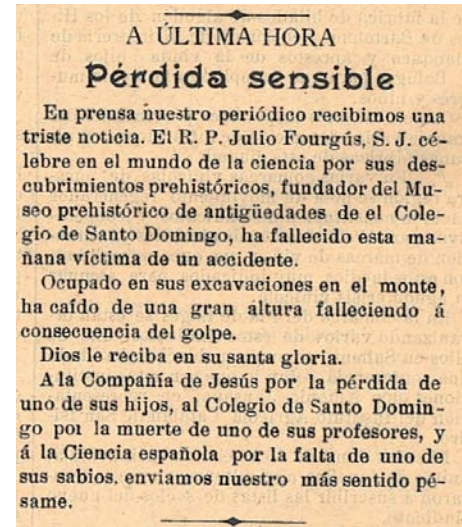 A ÚLTIMA HORA
Pérdida sensible
En prensa nuestro periódico recibimos una
triste noticia. El R. P. Julio Fourgús, S. J. cé-
lebre en el mundo de la ciencia por sus des-
cubrimientos prehistóricos, fundador del Mu-
seo prehistórico de antigüedades de el Cole-
gio de Santo Domingo, ha fallecido esta ma-
ñana víctima de un accidente.
Ocupado en sus excavaciones en el monte,
ha caído de una gran altura falleciendo á
consecuencia del golpe.
Dios le reciba en su santa gloria.
A la Compañía de Jesús por la pérdida de
uno de sus hijos, al Colegio de Santo Domin-
go por la muerte de uno de sus profesores, y
á la Ciencia española por la falta de uno de
sus sabios. enviamos nuestro más sentido pé-
same.